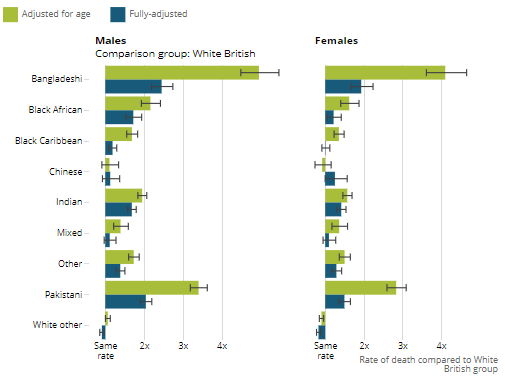 Adjusted for age Fully-adjusted
Males Females
Comparison group: White British
Bangladeshi
Black African
Black Caribbean
Chinese
Indian
Mixed
Other
Pakistani
White other
Same rate 2x 3x 4x Same rate 2x 3x 4x
Rate of death compared to White
British group